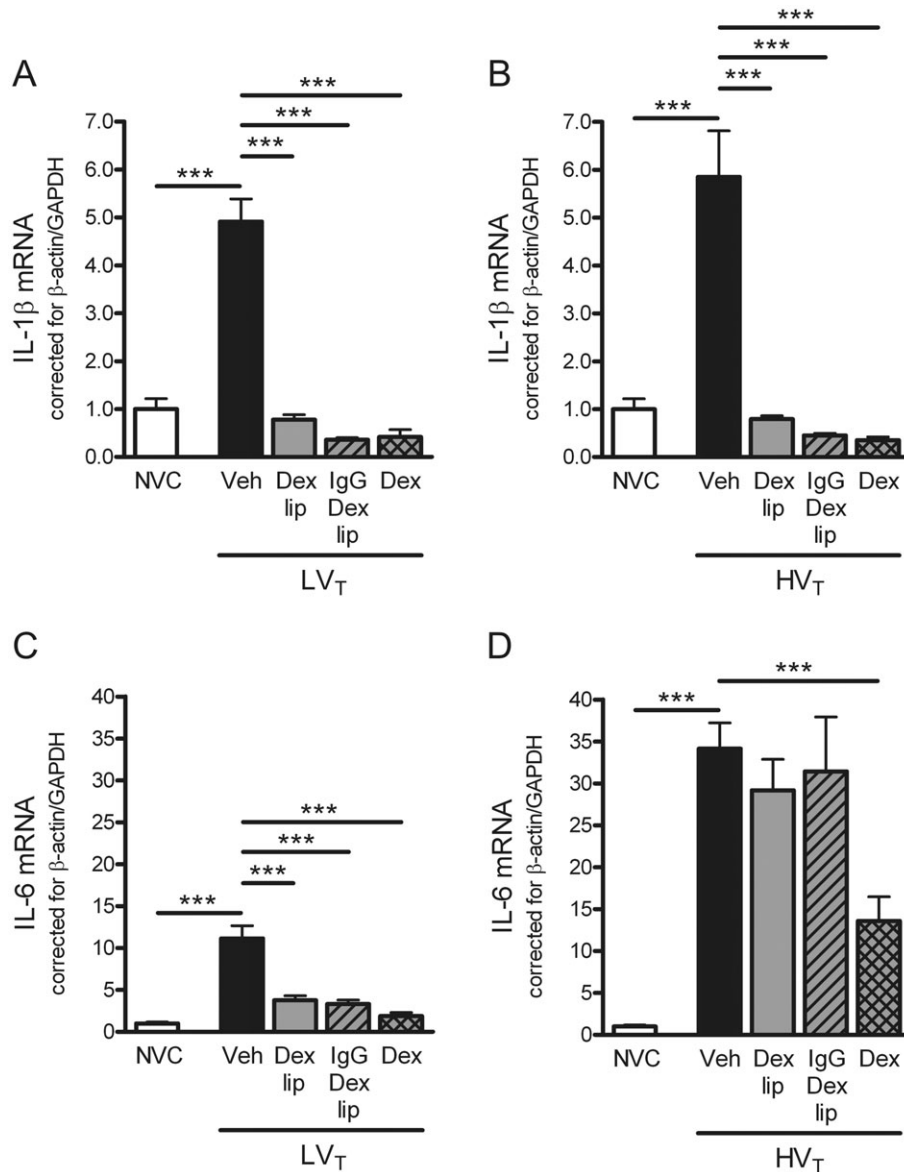 A
***
***
***
***
IL-1β mRNA
corrected for β-actin/GAPDH
7.0
6.0
5.0
4.0
3.0
2.0
1.0
0.0
NVC Veh Dex lip IgG Dex lip Dex
LV_T
B
***
***
***
***
IL-1β mRNA
corrected for β-actin/GAPDH
7.0
6.0
5.0
4.0
3.0
2.0
1.0
0.0
NVC Veh Dex lip IgG Dex lip Dex
HV_T
C
***
***
***
***
IL-6 mRNA
corrected for β-actin/GAPDH
40
35
30
25
20
15
10
5
0
NVC Veh Dex lip IgG Dex lip Dex
LV_T
D
***
***
IL-6 mRNA
corrected for β-actin/GAPDH
40
35
30
25
20
15
10
5
0
NVC Veh Dex lip IgG Dex lip Dex
HV_T